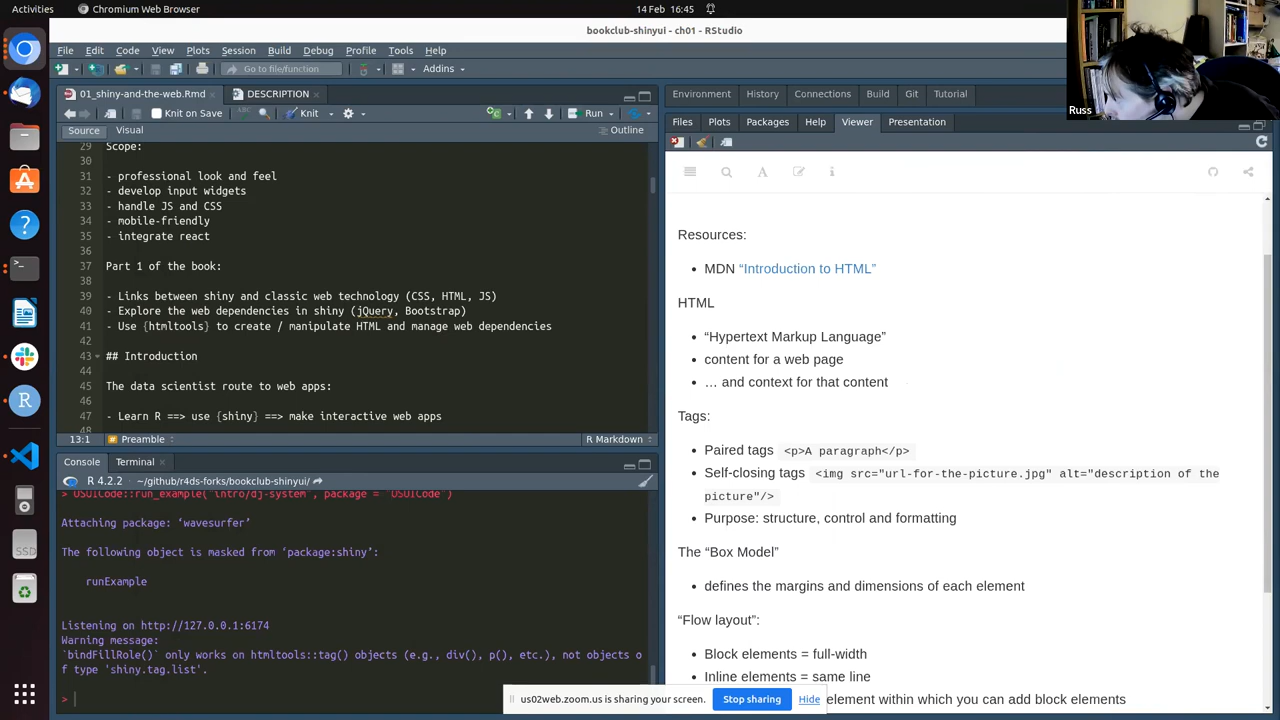 Activities
Chromium Web Browser
14 Feb 16:45
bookclub-shinyui - ch01 - RStudio
File Edit Code View Plots Session Build Debug Profile Tools Help
Go to file/function
Addins
01_shiny-and-the-web.Rmd
DESCRIPTION
Knit on Save
Knit
Run
Source
Visual
Outline
29 Scope:
30
31 - professional look and feel
32 - develop input widgets
33 - handle JS and CSS
34 - mobile-friendly
35 - integrate react
36
37 Part 1 of the book:
38
39 - Links between shiny and classic web technology (CSS, HTML, JS)
40 - Explore the web dependencies in shiny (jQuery, Bootstrap)
41 - Use {htmltools} to create / manipulate HTML and manage web dependencies
42
43 ## Introduction
44
45 The data scientist route to web apps:
46
47 - Learn R ==> use {shiny} ==> make interactive web apps
48
13:1
Preamble
R Markdown
Console
Terminal
R 4.2.2 · ~/github/r4ds-forks/bookclub-shinyui/
> OSUICode::run_example("intro/dj-system", package = "OSUICode")
Attaching package: ‘wavesurfer’
The following object is masked from ‘package:shiny’:
runExample
Listening on http://127.0.0.1:6174
Warning message:
`bindFillRole()` only works on htmltools::tag() objects (e.g., div(), p(), etc.), not objects o
f type 'shiny.tag.list'.
>
Environment History Connections Build Git Tutorial
Files Plots Packages Help Viewer Presentation
Resources:
• MDN “Introduction to HTML”
HTML
• “Hypertext Markup Language”
• content for a web page
• … and context for that content
Tags:
• Paired tags <p>A paragraph</p>
• Self-closing tags <img src="url-for-the-picture.jpg" alt="description of the
picture"/>
• Purpose: structure, control and formatting
The “Box Model”
• defines the margins and dimensions of each element
“Flow layout”:
• Block elements = full-width
• Inline elements = same line
element within which you can add block elements
us02web.zoom.us is sharing your screen.
Stop sharing
Hide
Russ
SSD